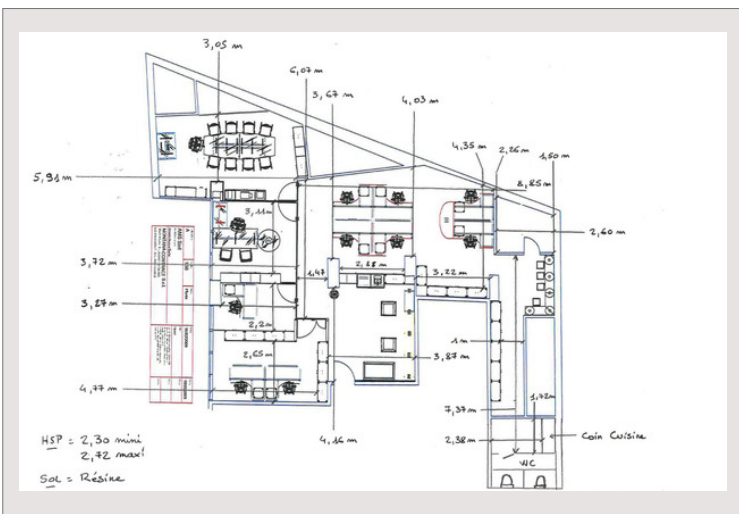 3,05 m
6,07 m
3,67 m
4,03 m
4,35 m
2,26 m
1,50 m
8,85 m
5,91 m
2,60 m
3,11 m
3,72 m
1,47
2,28 m
3,22 m
3,27 m
2,2 m
1 m
2,65 m
3,87 m
4,77 m
7,37 m
1,72 m
4,16 m
2,38 m
Coin Cuisine
WC
HSP = 2,30 mini
2,72 maxi
Sol = Résine